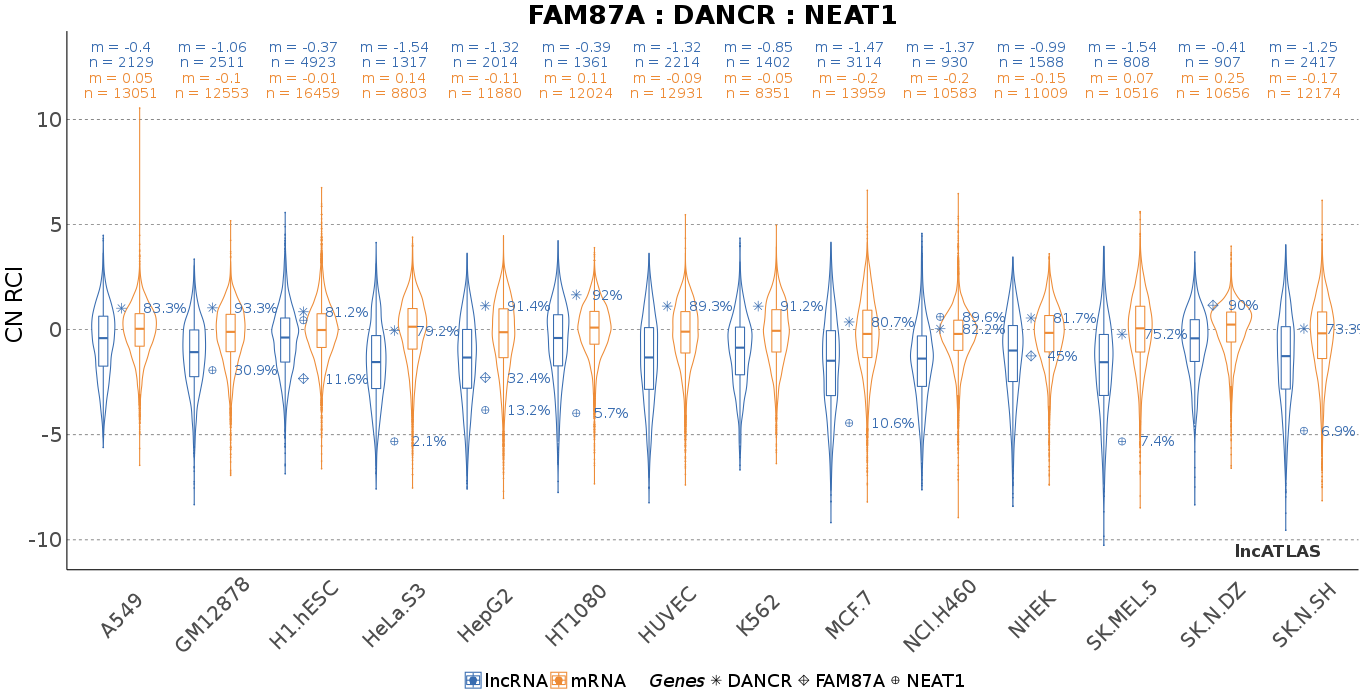 FAM87A : DANCR : NEAT1
m = -0.4 m = -1.06 m = -0.37 m = -1.54 m = -1.32 m = -0.39 m = -1.32 m = -0.85 m = -1.47 m = -1.37 m = -0.99 m = -1.54 m = -0.41 m = -1.25
n = 2129 n = 2511 n = 4923 n = 1317 n = 2014 n = 1361 n = 2214 n = 1402 n = 3114 n = 930 n = 1588 n = 808 n = 907 n = 2417
m = 0.05 m = -0.1 m = -0.01 m = 0.14 m = -0.11 m = 0.11 m = -0.09 m = -0.05 m = -0.2 m = -0.2 m = -0.15 m = 0.07 m = 0.25 m = -0.17
n = 13051 n = 12553 n = 16459 n = 8803 n = 11880 n = 12024 n = 12931 n = 8351 n = 13959 n = 10583 n = 11009 n = 10516 n = 10656 n = 12174
10
5
0
-5
-10
CN RCI
83.3% 93.3% 81.2% 79.2% 91.4% 92% 89.3% 91.2% 80.7% 89.6% 81.7% 75.2% 90% 73.3%
82.2%
30.9% 11.6% 32.4% 45%
2.1% 13.2% 5.7% 10.6% 7.4% 6.9%
lncATLAS
A549 GM12878 H1.hESC HeLa.S3 HepG2 HT1080 HUVEC K562 MCF.7 NCI.H460 NHEK SK.MEL.5 SK.N.DZ SK.N.SH
lncRNA mRNA Genes DANCR FAM87A NEAT1